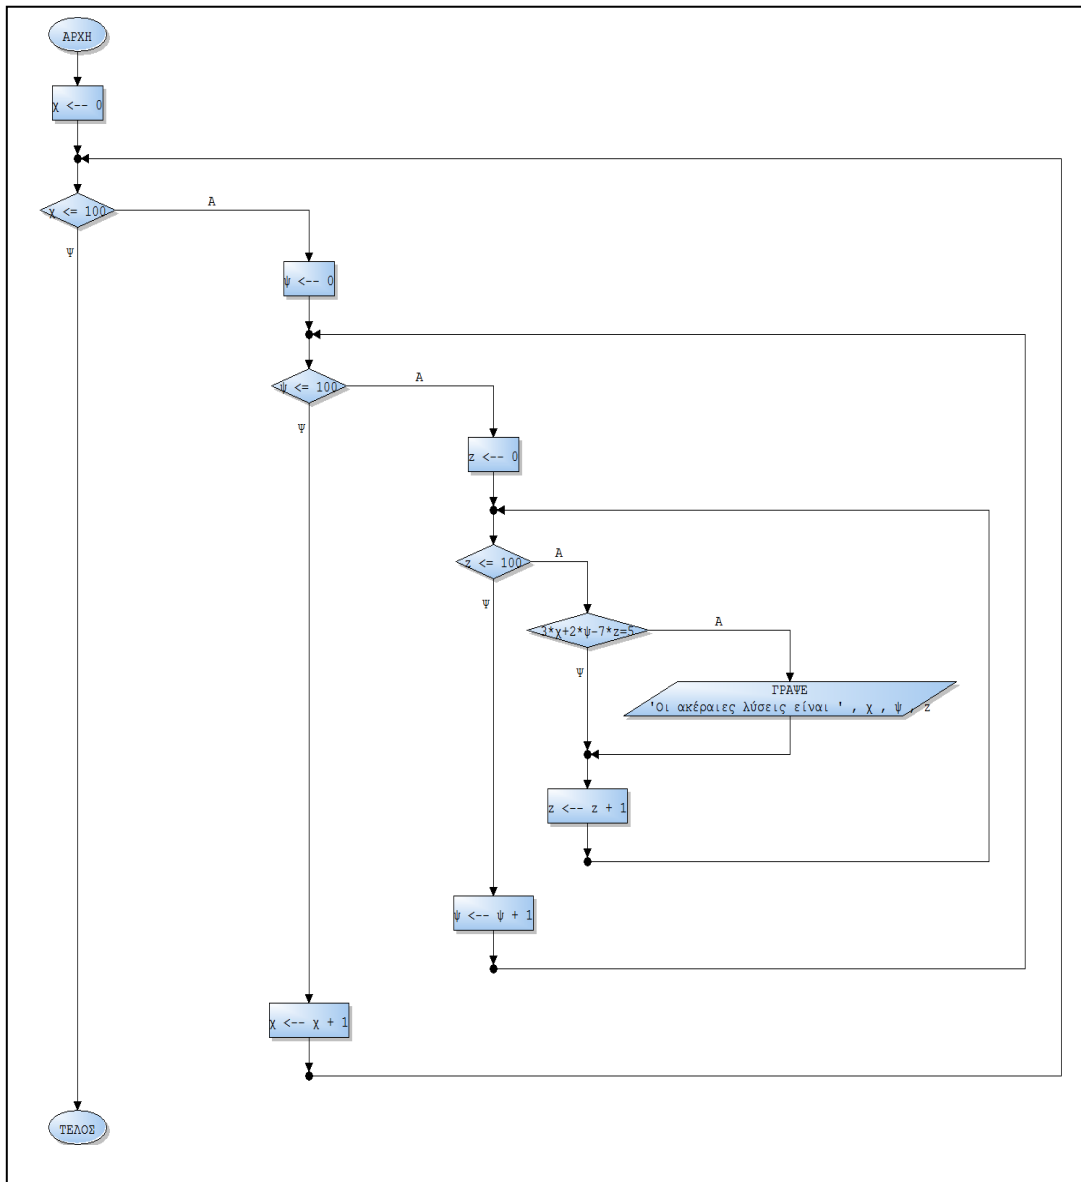 ΑΡΧΗ
χ <-- 0
χ <= 100
Α
Ψ
ψ <-- 0
ψ <= 100
Α
Ψ
z <-- 0
z <= 100
Α
Ψ
3*χ+2*ψ-7*z=5
Α
Ψ
ΓΡΑΨΕ
'Οι ακέραιες λύσεις είναι ' , χ , ψ , z
z <-- z + 1
ψ <-- ψ + 1
χ <-- χ + 1
ΤΕΛΟΣ